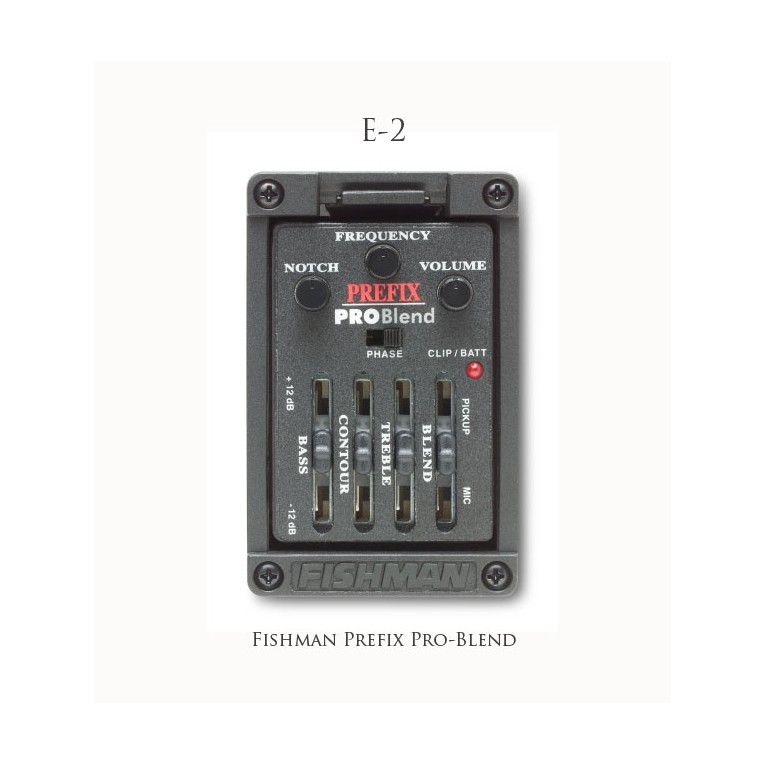 E-2
FREQUENCY
NOTCH
VOLUME
PREFIX
PROBlend
PHASE
CLIP/BATT
+12 dB
-12 dB
BASS
CONTOUR
TREBLE
BLEND
PICKUP
MIC
FISHMAN
FISHMAN PREFIX PRO-BLEND